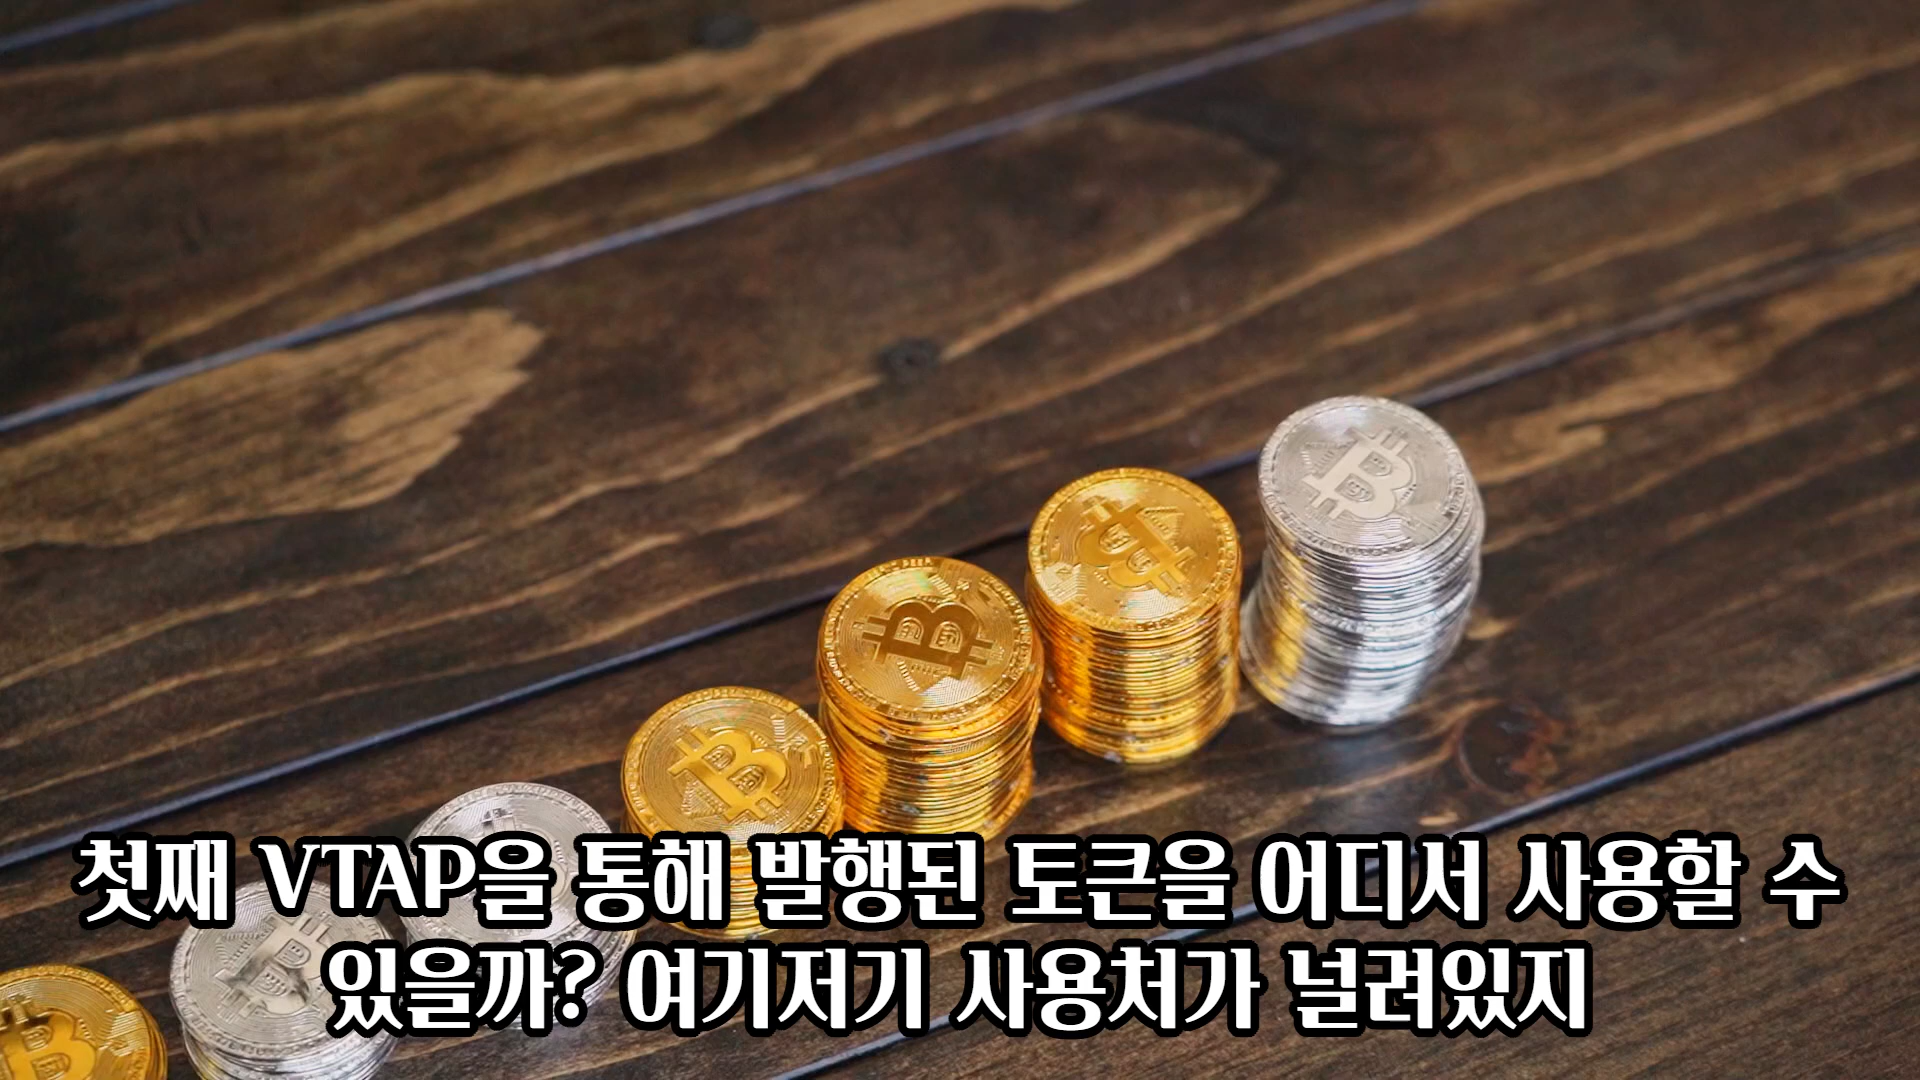 첫째 VTAP을 통해 발행된 토큰을 어디서 사용할 수
있을까? 여기저기 사용처가 널려있지